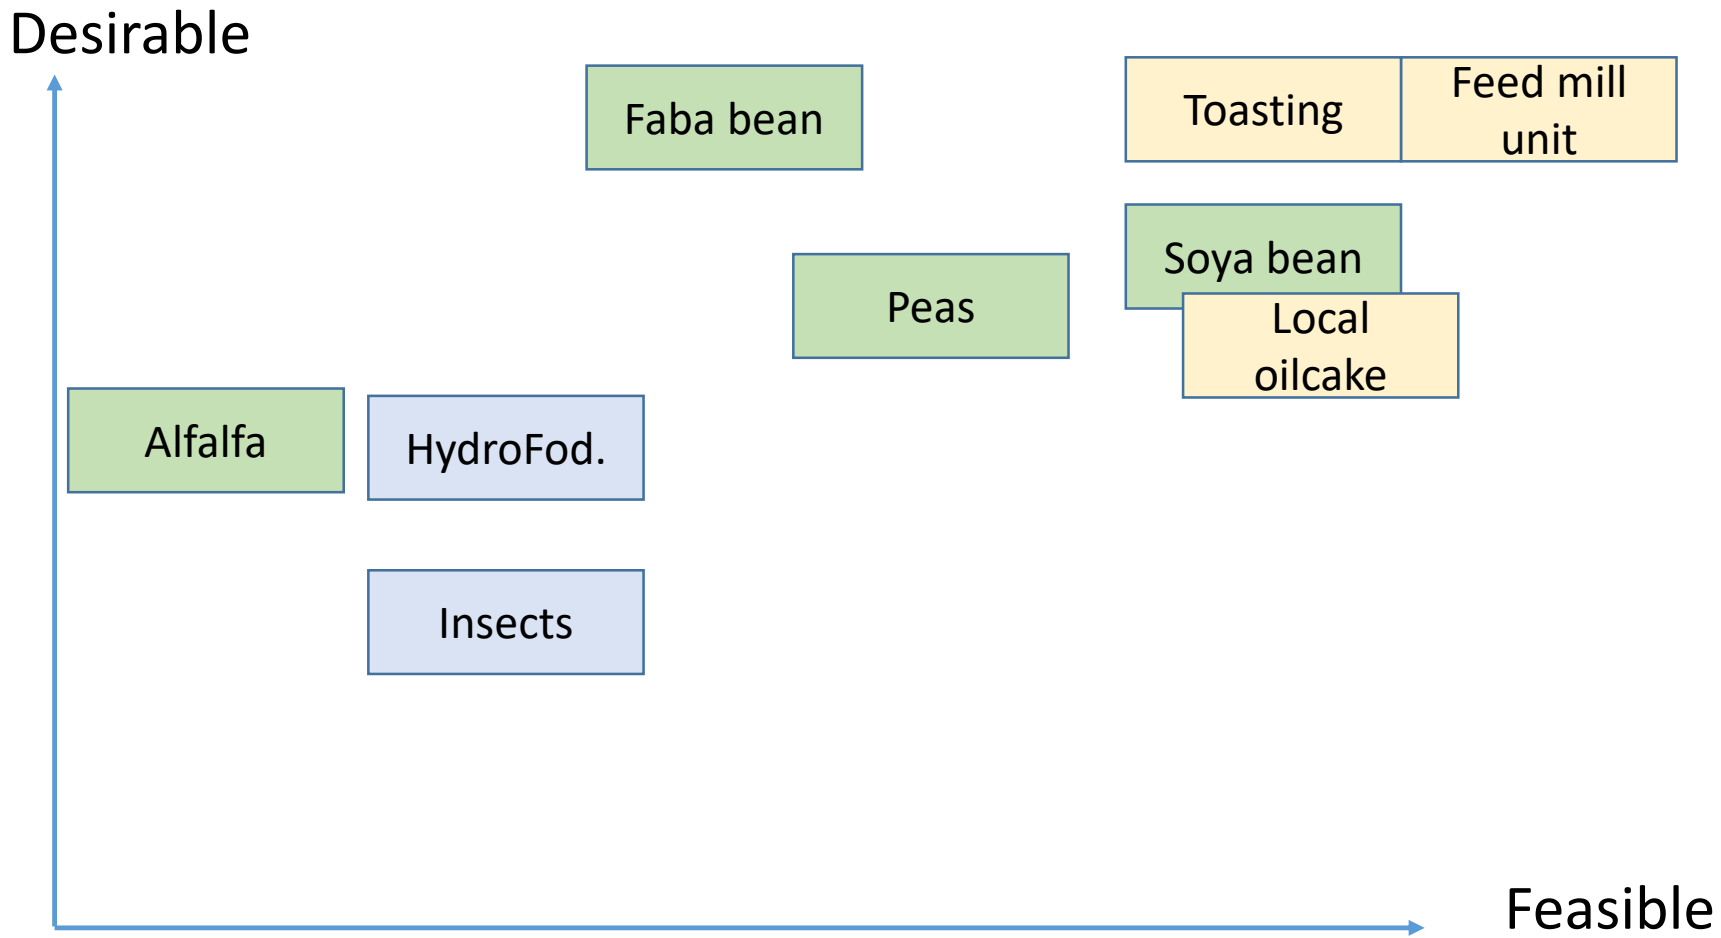 Desirable
Faba bean
Toasting
Feed mill
unit
Soya bean
Peas
Local
oilcake
Alfalfa
HydroFod.
Insects
Feasible